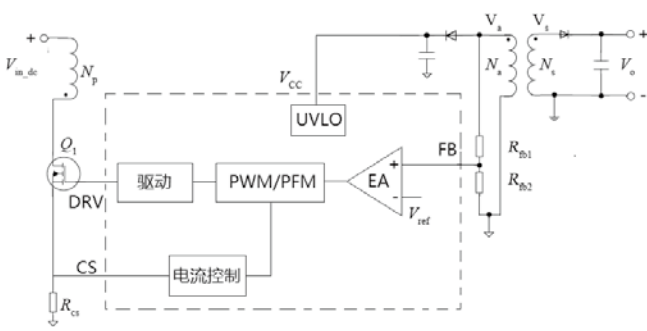 +
V_in_dc
N_p
V_CC
UVLO
V_a
V_s
N_a
N_s
+
V_o
-
Q_1
DRV
驱动
PWM/PFM
EA
+
-
V_ref
FB
R_fb1
R_fb2
CS
电流控制
R_cs